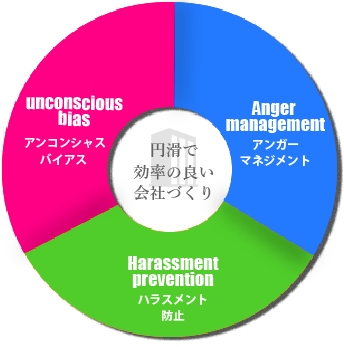 unconscious
bias
アンコンシャス
バイアス
Anger
management
アンガー
マネジメント
円滑で
効率の良い
会社づくり
Harassment
prevention
ハラスメント
防止